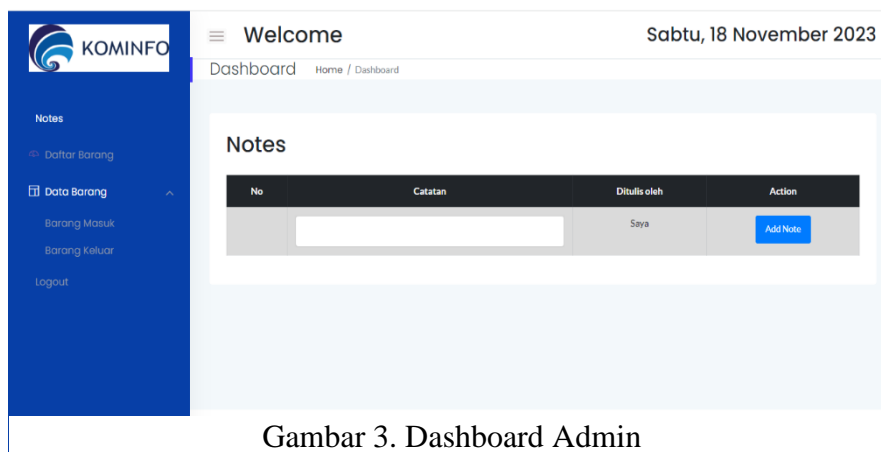 KOMINFO
Welcome
Sabtu, 18 November 2023
Dashboard
Home / Dashboard
Notes
Daftar Barang
Data Barang
Barang Masuk
Barang Keluar
Logout
Notes
No Catatan Ditulis oleh Action
Saya Add Note
Gambar 3. Dashboard Admin